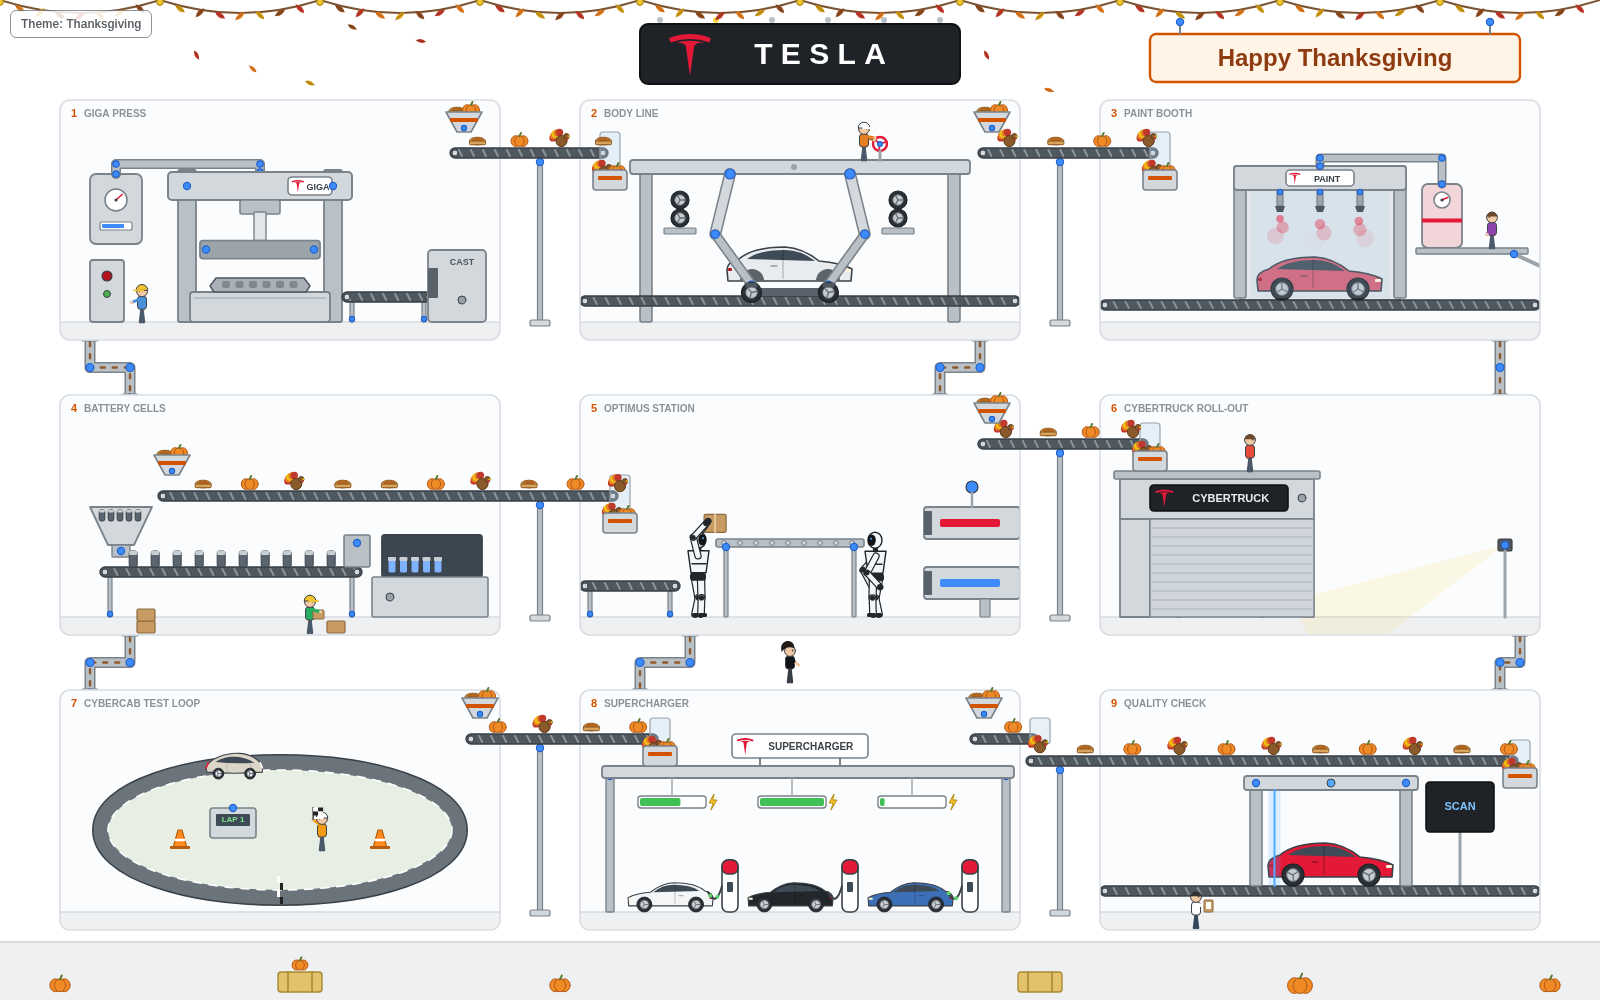 Theme: Thanksgiving
TESLA
Happy Thanksgiving
1 GIGA PRESS
2 BODY LINE
3 PAINT BOOTH
GIGA
CAST
PAINT
4 BATTERY CELLS
5 OPTIMUS STATION
6 CYBERTRUCK ROLL-OUT
CYBERTRUCK
7 CYBERCAB TEST LOOP
8 SUPERCHARGER
9 QUALITY CHECK
SUPERCHARGER
LAP 1
SCAN